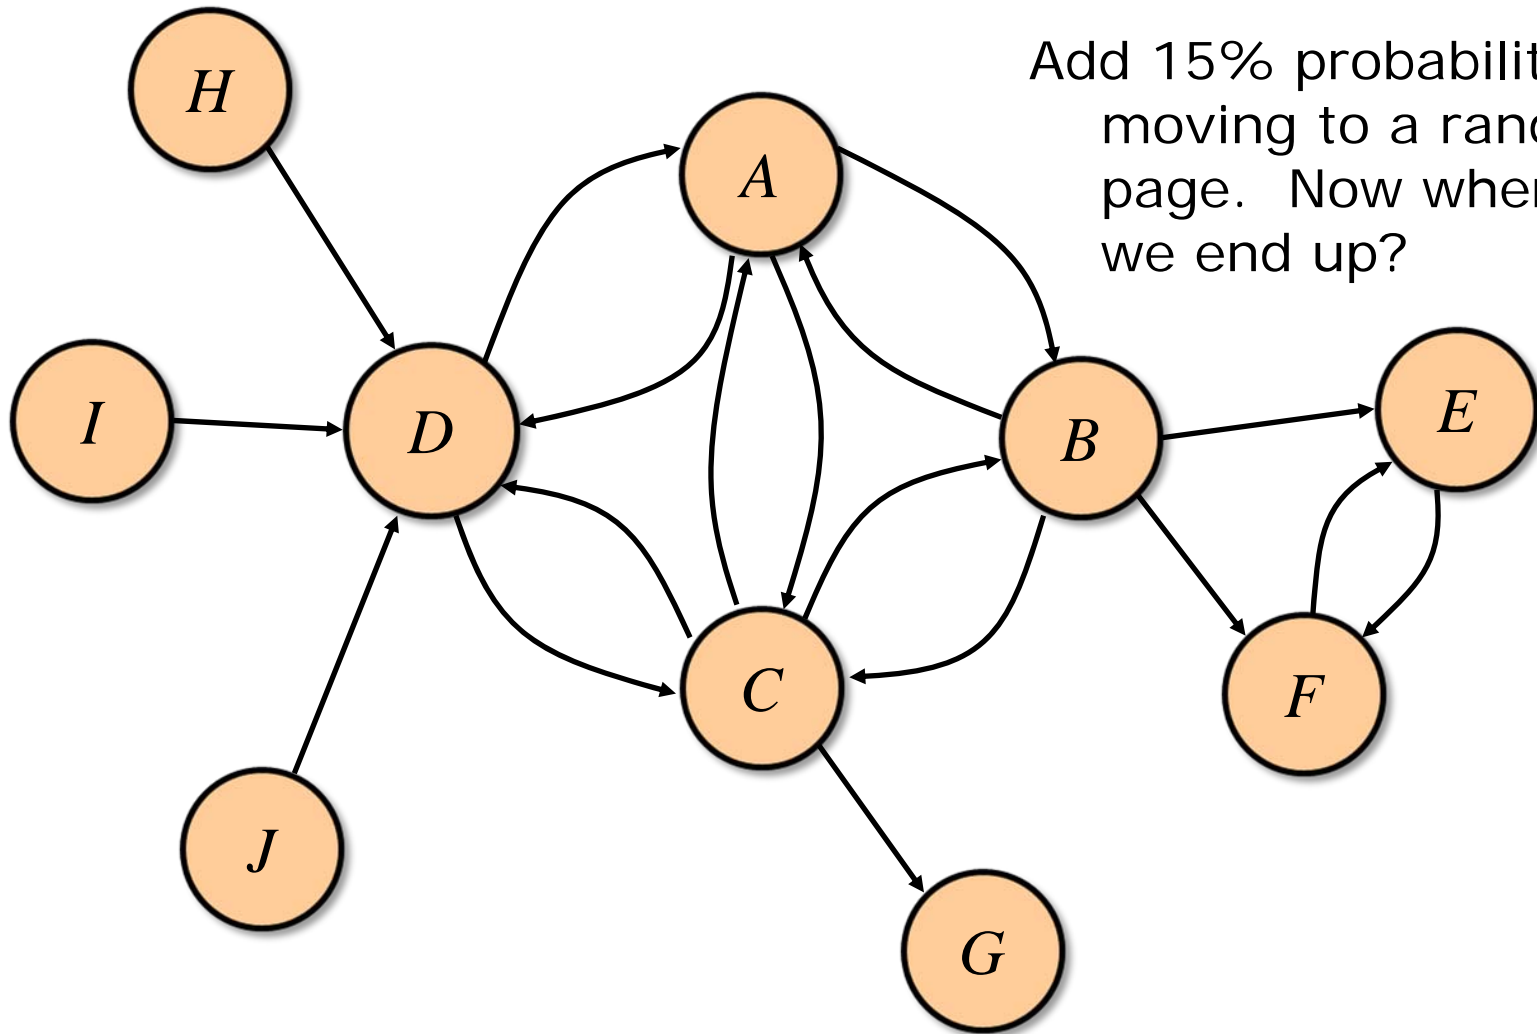 H
Add 15% probabilit
moving to a rand
page. Now wher
we end up?
A
I
D
B
E
C
F
J
G